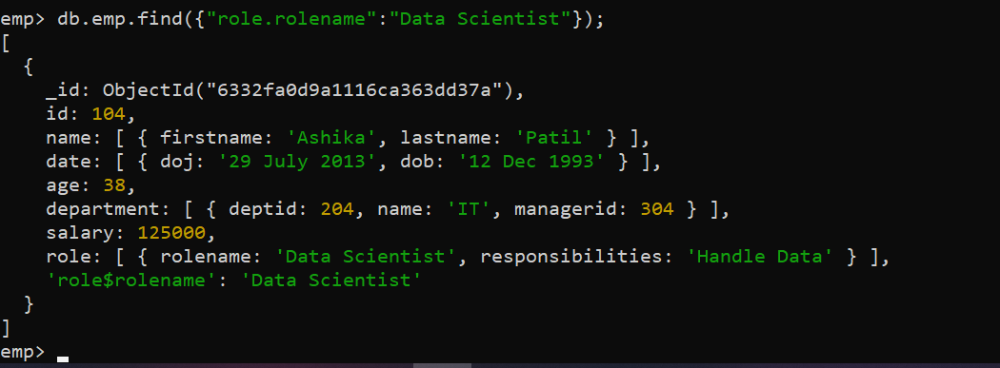 emp> db.emp.find({"role.rolename":"Data Scientist"});
[
  {
    _id: ObjectId("6332fa0d9a1116ca363dd37a"),
    id: 104,
    name: [ { firstname: 'Ashika', lastname: 'Patil' } ],
    date: [ { doj: '29 July 2013', dob: '12 Dec 1993' } ],
    age: 38,
    department: [ { deptid: 204, name: 'IT', managerid: 304 } ],
    salary: 125000,
    role: [ { rolename: 'Data Scientist', responsibilities: 'Handle Data' } ],
    'role$rolename': 'Data Scientist'
  }
]
emp>